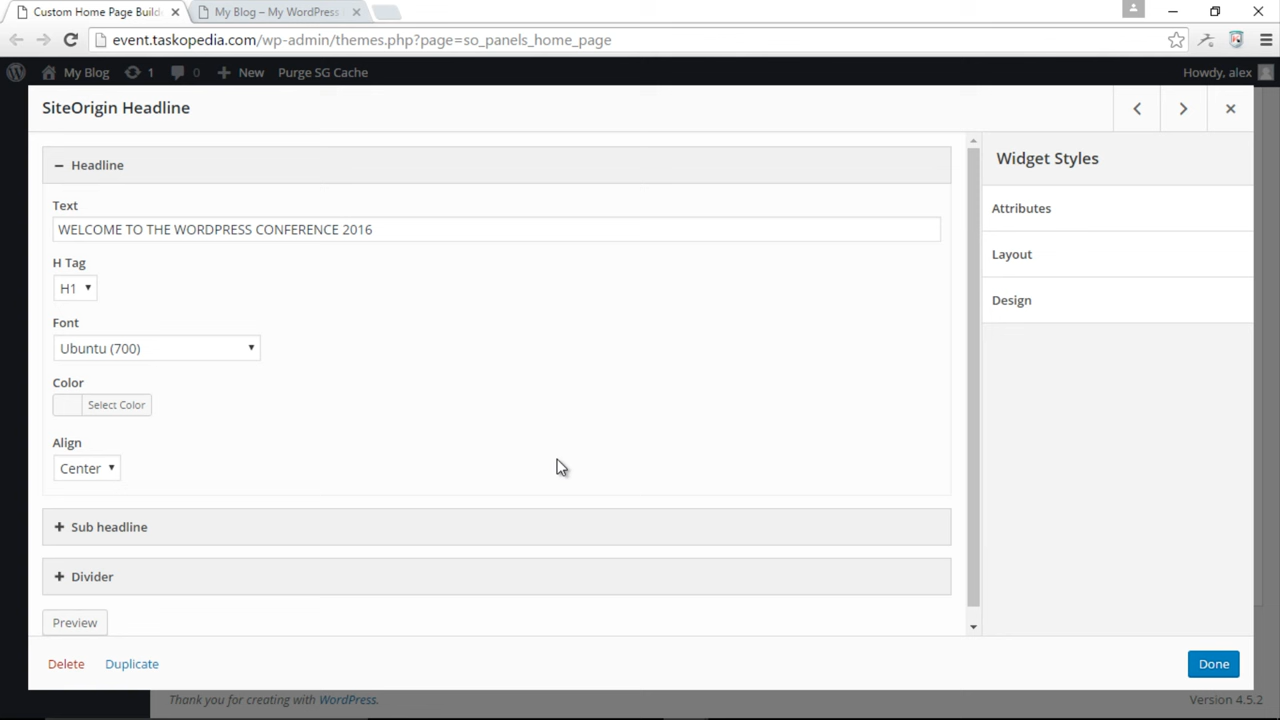 Custom Home Page Build
My Blog – My WordPress
event.taskopedia.com/wp-admin/themes.php?page=so_panels_home_page
My Blog 1 0 New Purge SG Cache Howdy, alex
SiteOrigin Headline
Headline
Text
WELCOME TO THE WORDPRESS CONFERENCE 2016
H Tag
H1
Font
Ubuntu (700)
Color
Select Color
Align
Center
Sub headline
Divider
Preview
Widget Styles
Attributes
Layout
Design
Delete Duplicate Done
Thank you for creating with WordPress. Version 4.5.2